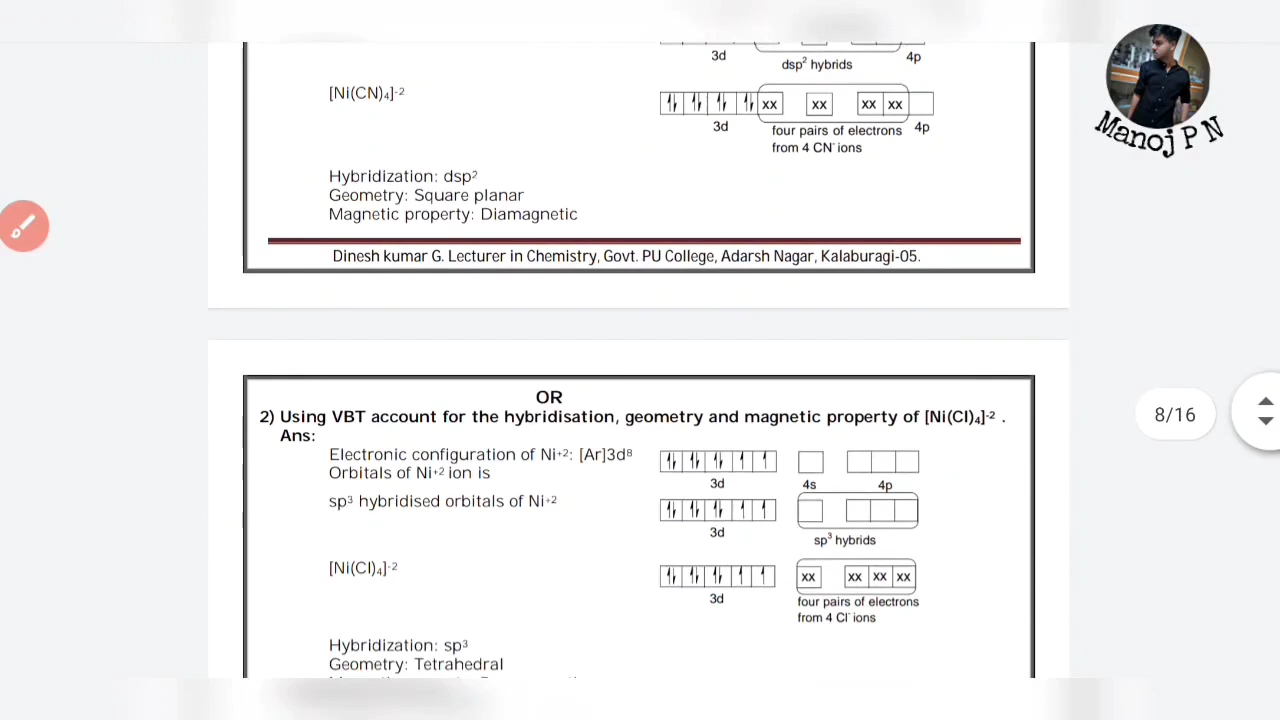 3d
dsp² hybrids
4p
[Ni(CN)₄]⁻²
xx xx xx xx
3d
four pairs of electrons
from 4 CN⁻ ions
4p
Hybridization: dsp²
Geometry: Square planar
Magnetic property: Diamagnetic
Dinesh kumar G. Lecturer in Chemistry, Govt. PU College, Adarsh Nagar, Kalaburagi-05.
Manoj P N
8/16
OR
2) Using VBT account for the hybridisation, geometry and magnetic property of [Ni(Cl)₄]⁻² .
Ans:
Electronic configuration of Ni⁺²: [Ar]3d⁸
Orbitals of Ni⁺² ion is
3d 4s 4p
sp³ hybridised orbitals of Ni⁺²
3d
sp³ hybrids
[Ni(Cl)₄]⁻²
xx xx xx xx
3d
four pairs of electrons
from 4 Cl⁻ ions
Hybridization: sp³
Geometry: Tetrahedral